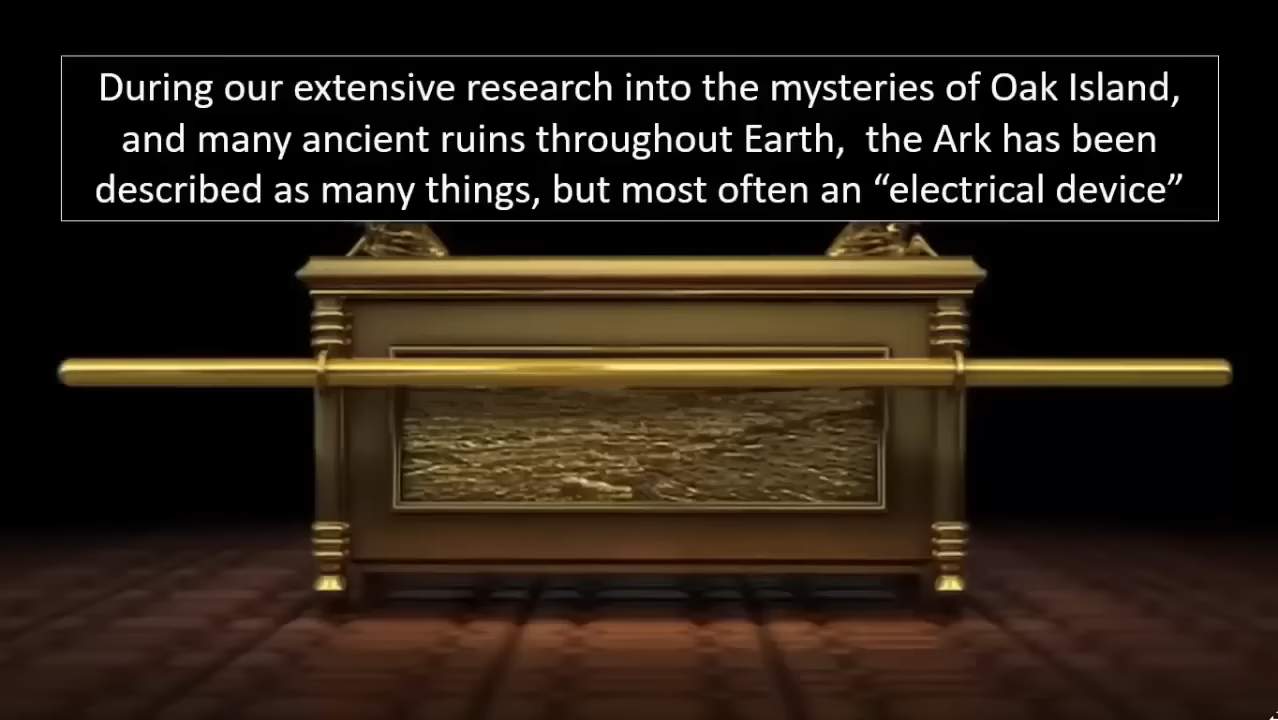 During our extensive research into the mysteries of Oak Island,
and many ancient ruins throughout Earth,  the Ark has been
described as many things, but most often an “electrical device”